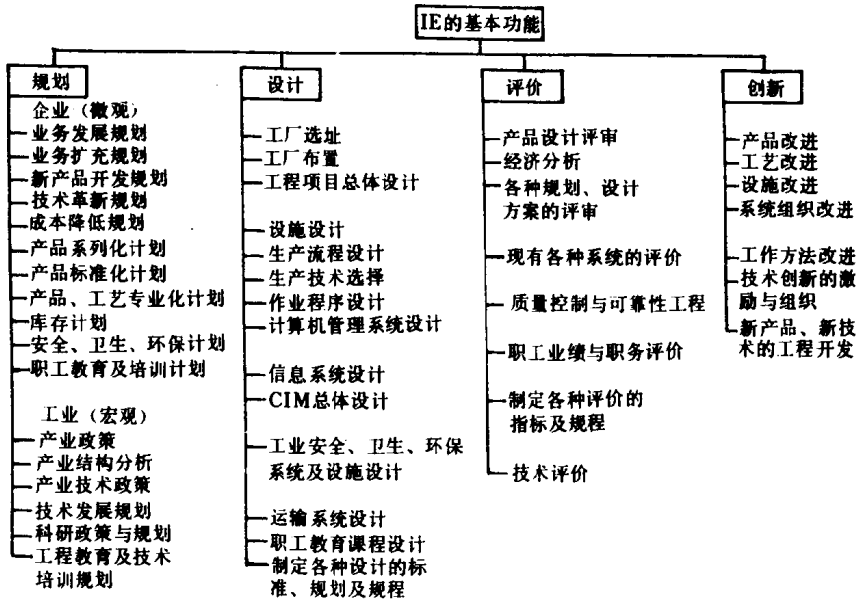 IE的基本功能
规划
企业（微观）
业务发展规划
业务扩充规划
新产品开发规划
技术革新规划
成本降低规划
产品系列化计划
产品标准化计划
产品、工艺专业化计划
库存计划
安全、卫生、环保计划
职工教育及培训计划
工业（宏观）
产业政策
产业结构分析
产业技术政策
技术发展规划
科研政策与规划
工程教育及技术
培训规划
设计
工厂选址
工厂布置
工程项目总体设计
设施设计
生产流程设计
生产技术选择
作业程序设计
计算机管理系统设计
信息系统设计
CIM总体设计
工业安全、卫生、环保
系统及设施设计
运输系统设计
职工教育课程设计
制定各种设计的标
准、规划及规程
评价
产品设计评审
经济分析
各种规划、设计
方案的评审
现有各种系统的评价
质量控制与可靠性工程
职工业绩与职务评价
制定各种评价的
指标及规程
技术评价
创新
产品改进
工艺改进
设施改进
系统组织改进
工作方法改进
技术创新的激
励与组织
新产品、新技
术的工程开发